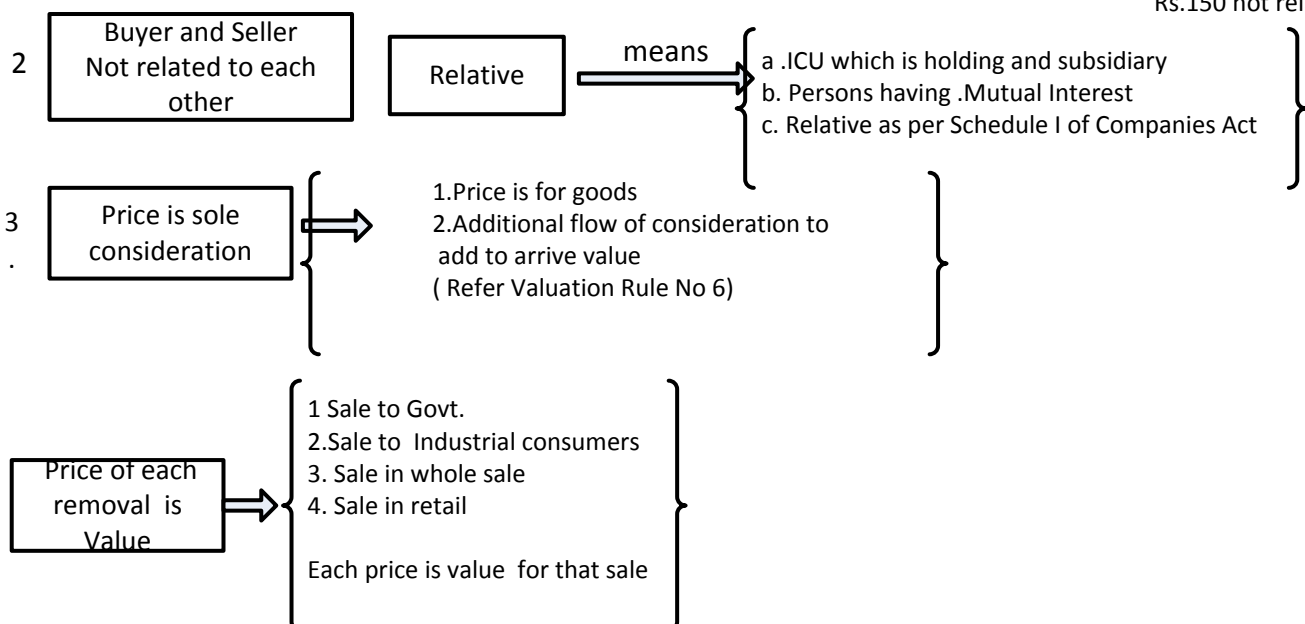 Rs.150 not
2
Buyer and Seller
Not related to each
other
Relative
means
a .ICU which is holding and subsidiary
b. Persons having .Mutual Interest
c. Relative as per Schedule I of Companies Act
3
.
Price is sole
consideration
1.Price is for goods
2.Additional flow of consideration to
add to arrive value
( Refer Valuation Rule No 6)
Price of each
removal is
Value
1 Sale to Govt.
2.Sale to Industrial consumers
3. Sale in whole sale
4. Sale in retail
Each price is value for that sale